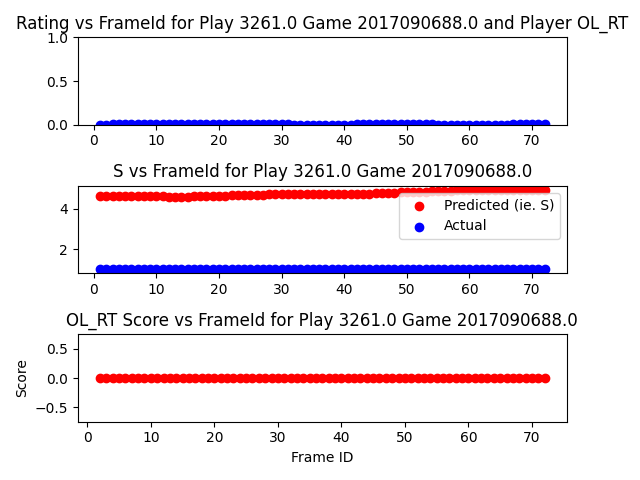 Rating vs FrameId for Play 3261.0 Game 2017090688.0 and Player OL_RT
1.0
0.5
0.0
0 10 20 30 40 50 60 70
S vs FrameId for Play 3261.0 Game 2017090688.0
4
2
Predicted (ie. S)
Actual
0 10 20 30 40 50 60 70
OL_RT Score vs FrameId for Play 3261.0 Game 2017090688.0
Score
0.5
0.0
−0.5
0 10 20 30 40 50 60 70
Frame ID